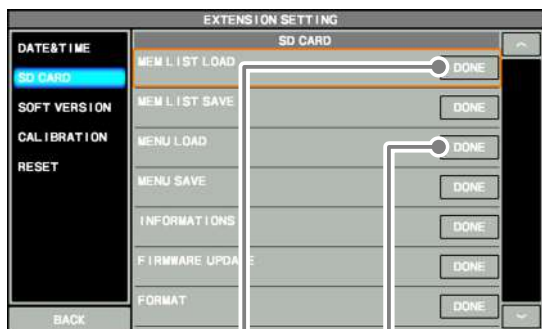 EXTENSION SETTING
DATE&TIME
SD CARD
SOFT VERSION
CALIBRATION
RESET
BACK
SD CARD
MEM LIST LOAD
DONE
MEM LIST SAVE
DONE
MENU LOAD
DONE
MENU SAVE
DONE
INFORMATIONS
DONE
FIRMWARE UPDATE
DONE
FORMAT
DONE